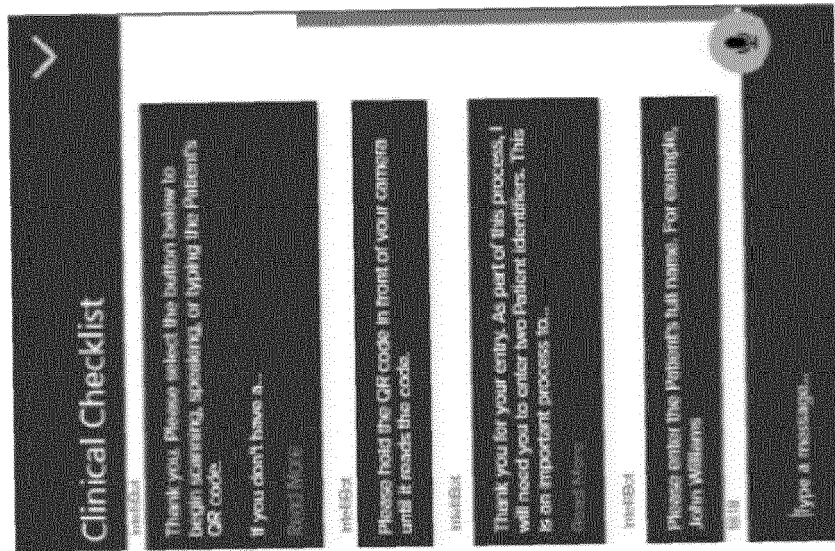 Clinical Checklist
Thank you. Please select the button below to
begin scanning, speaking, or typing the Patient's
QR code.
If you don't have a...
Read More
Please hold the QR code in front of your camera
until it reads the code.
Thank you for your entry. As part of this process, I
will need you to enter two Patient identifiers. This
is an important process to...
Read More
Please enter the Patient's full name. For example,
John Williams
Type a message...